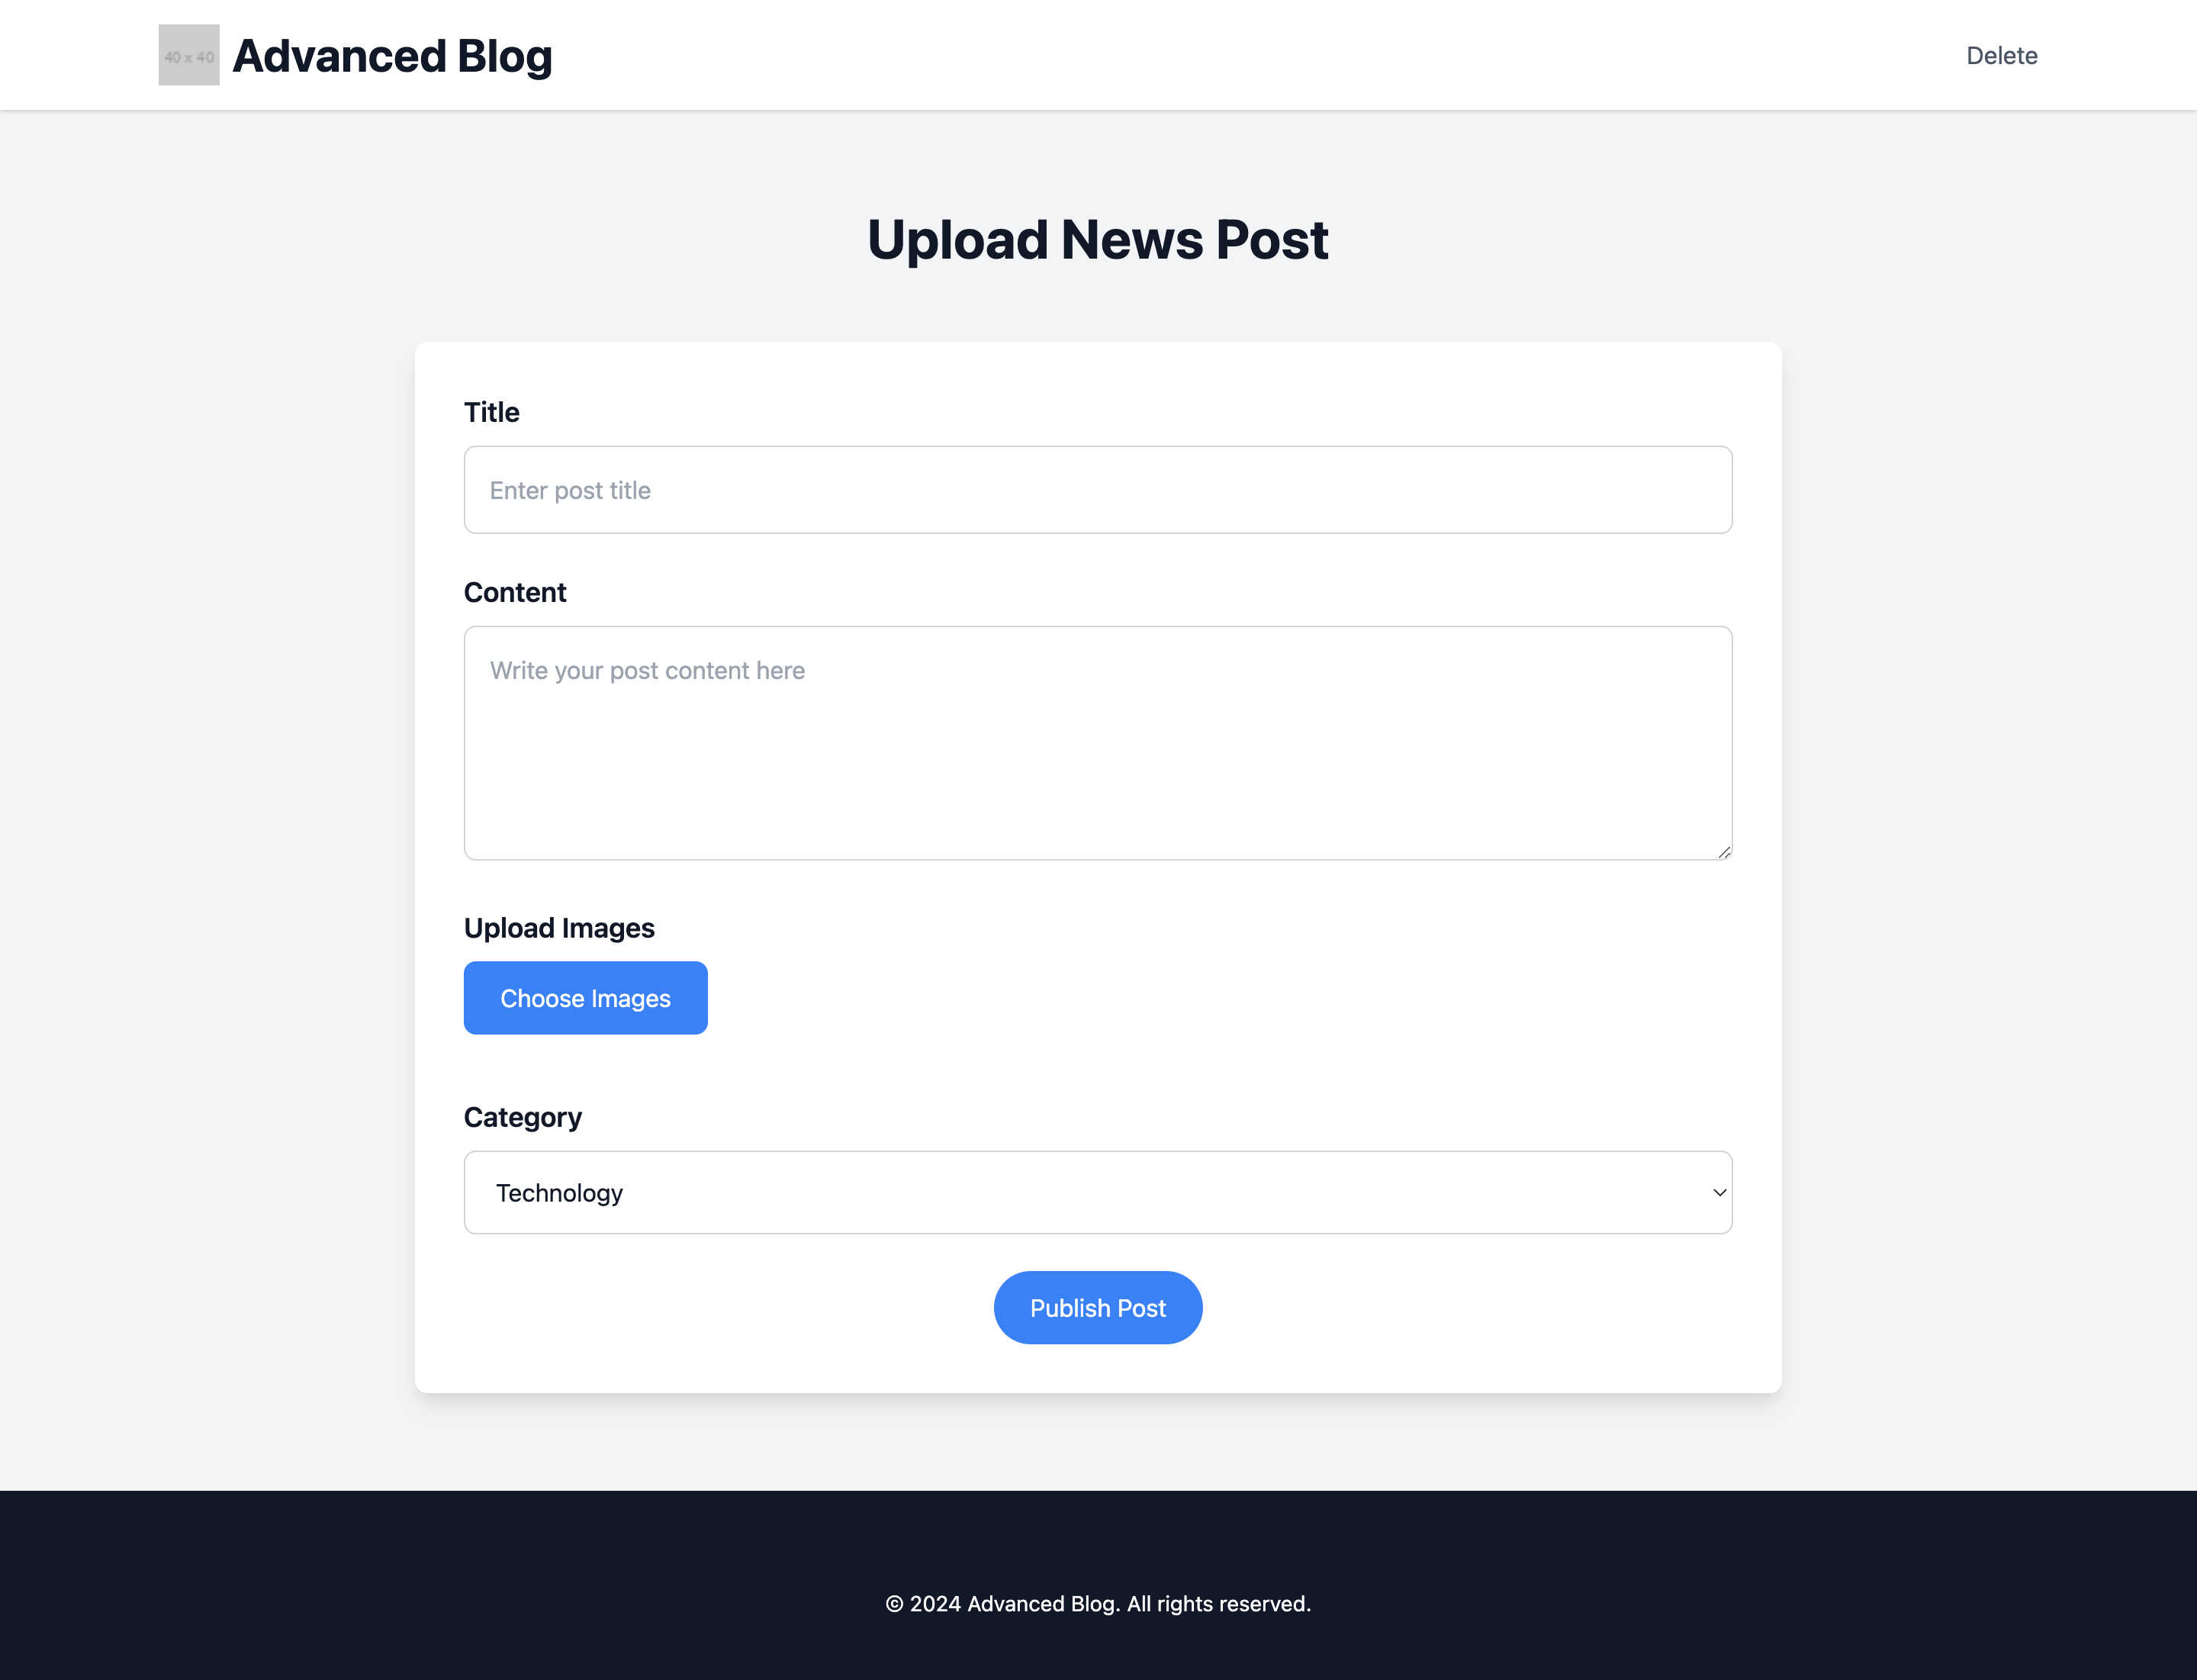 40 x 40
Advanced Blog
Delete
Upload News Post
Title
Enter post title
Content
Write your post content here
Upload Images
Choose Images
Category
Technology
Publish Post
© 2024 Advanced Blog. All rights reserved.